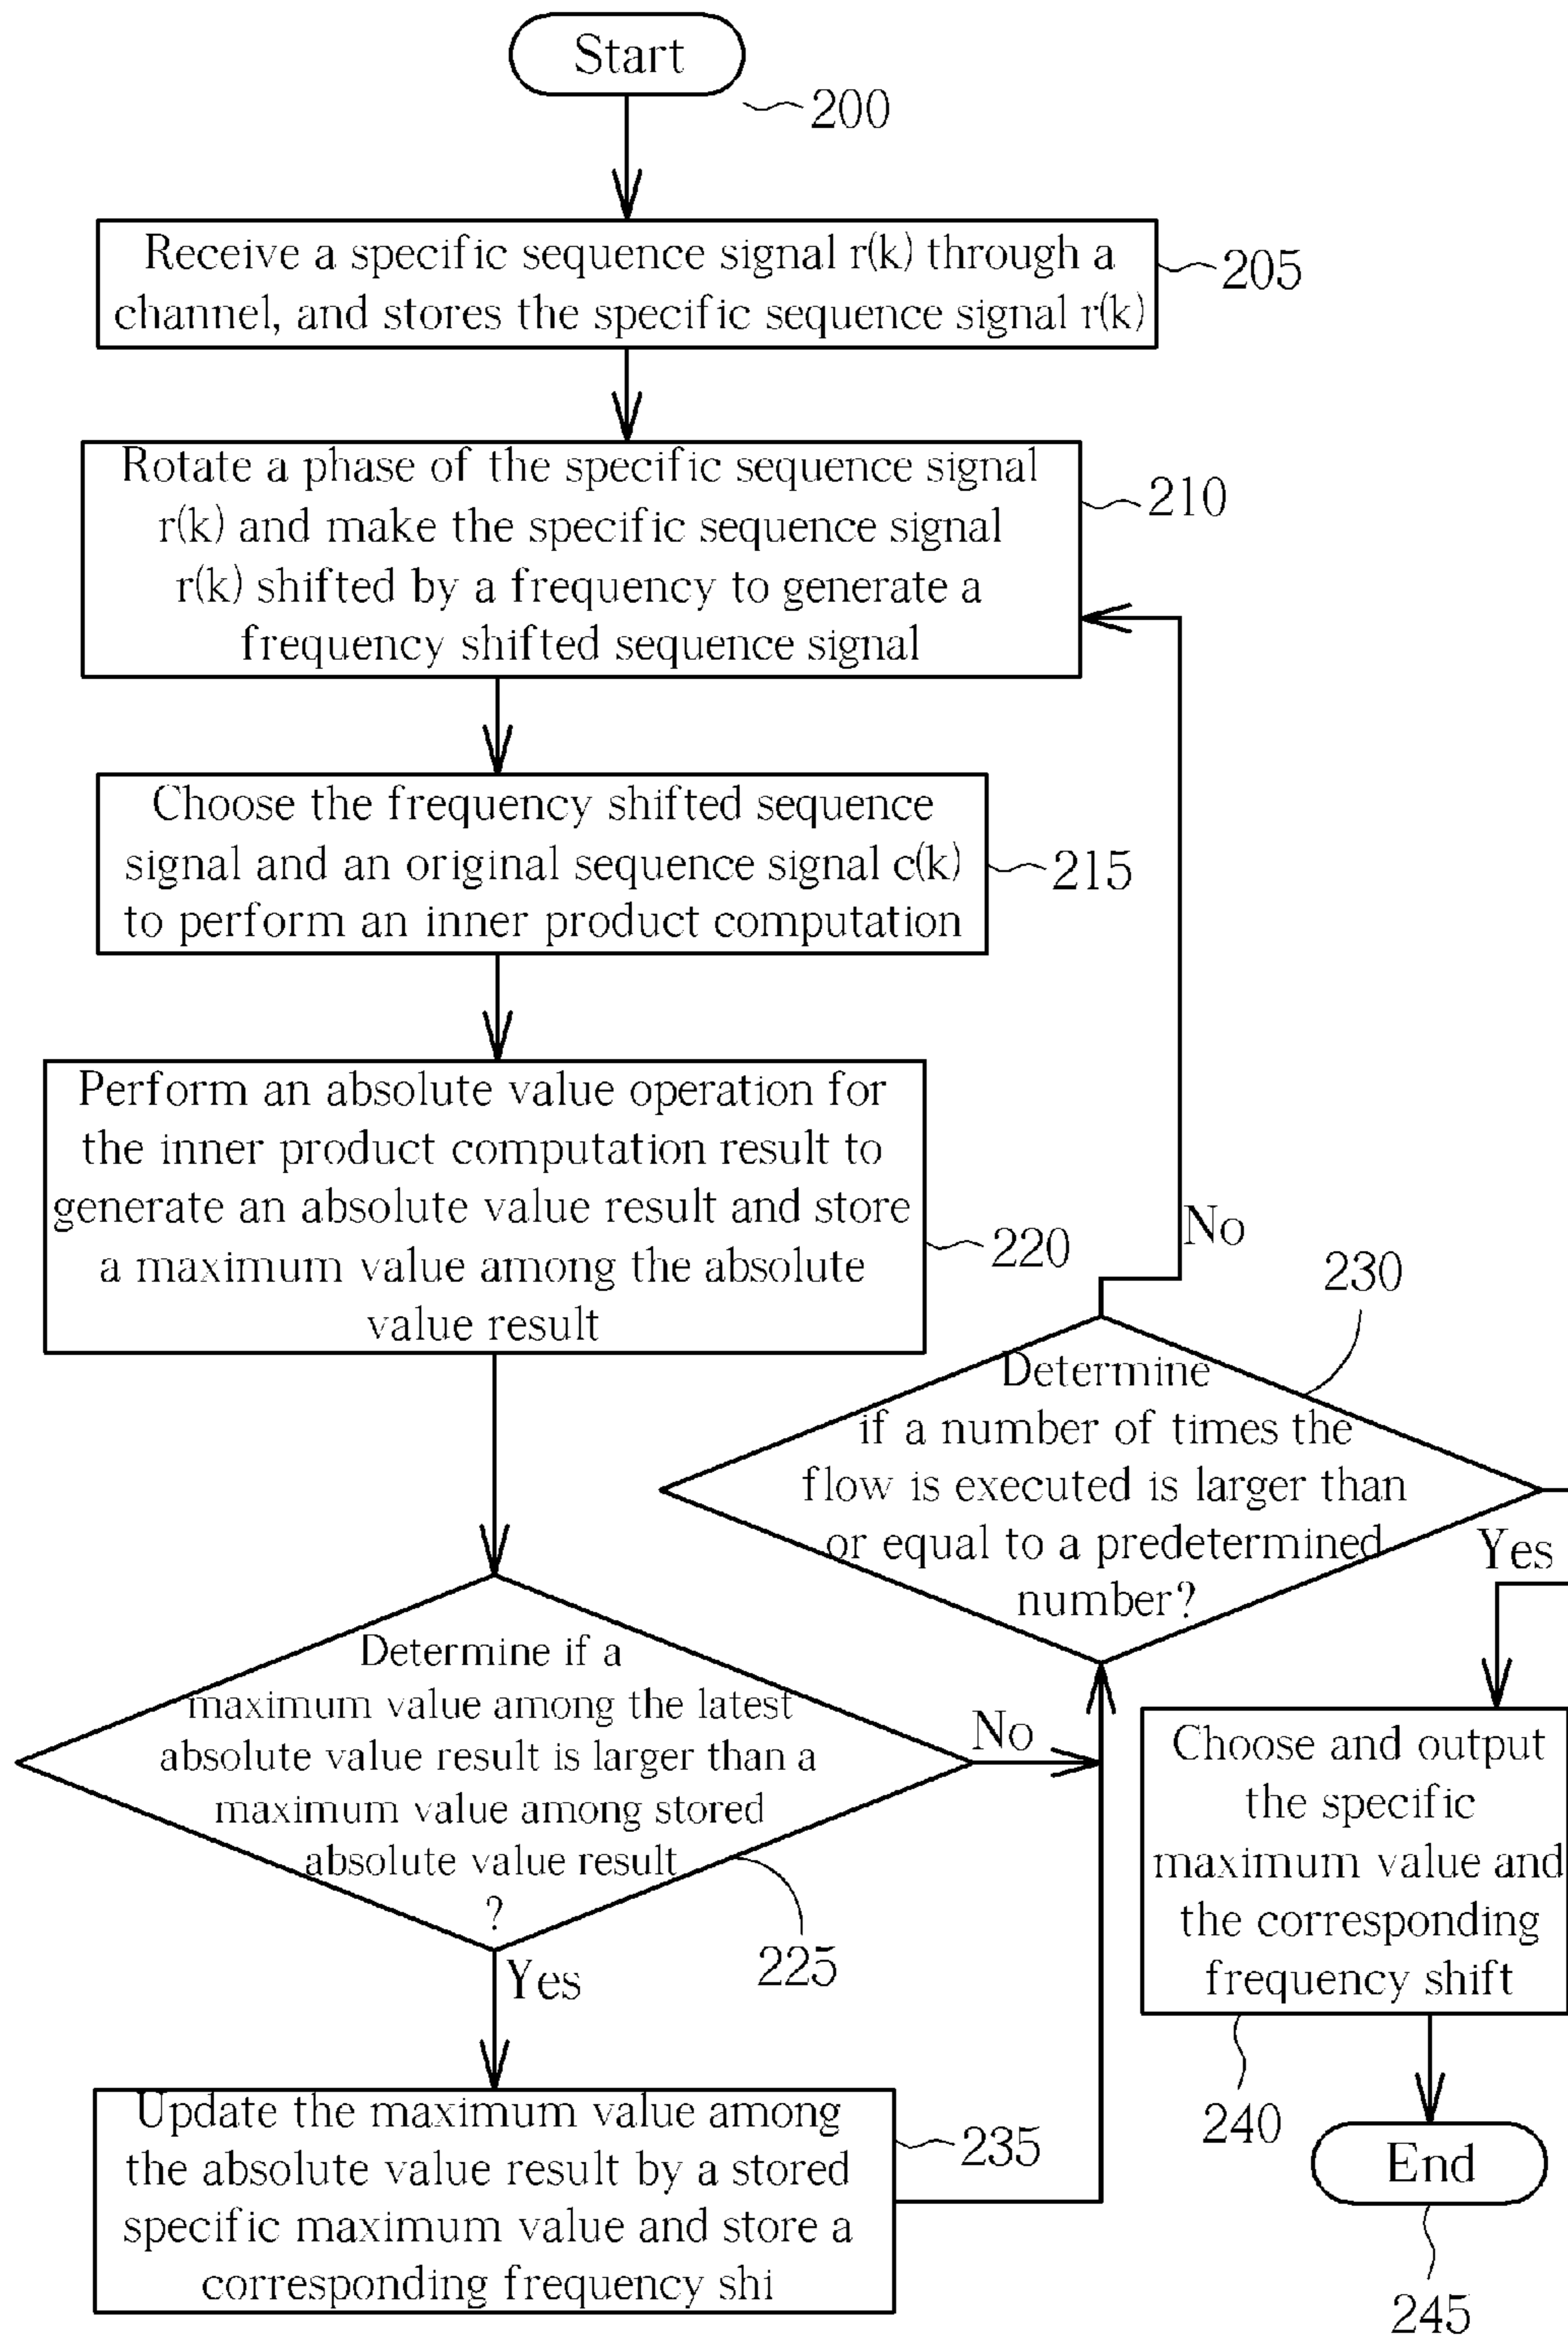 Start
200
Receive a specific sequence signal r(k) through a
channel, and stores the specific sequence signal r(k)
205
Rotate a phase of the specific sequence signal
r(k) and make the specific sequence signal
r(k) shifted by a frequency to generate a
frequency shifted sequence signal
210
Choose the frequency shifted sequence
signal and an original sequence signal c(k)
to perform an inner product computation
215
Perform an absolute value operation for
the inner product computation result to
generate an absolute value result and store
a maximum value among the absolute
value result
220
No
230
Determine
if a number of times the
flow is executed is larger than
or equal to a predetermined
number?
Yes
Determine if a
maximum value among the latest
absolute value result is larger than a
maximum value among stored
absolute value result
?
No
225
Yes
Choose and output
the specific
maximum value and
the corresponding
frequency shift
240
Update the maximum value among
the absolute value result by a stored
specific maximum value and store a
corresponding frequency shi
235
End
245